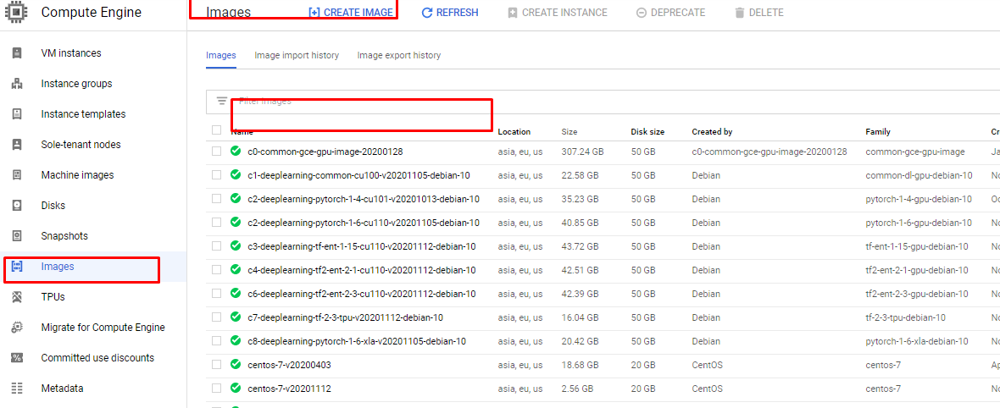 Compute Engine
Images CREATE IMAGE REFRESH CREATE INSTANCE DEPRECATE DELETE
VM instances
Instance groups
Instance templates
Sole-tenant nodes
Machine images
Disks
Snapshots
Images
TPUs
Migrate for Compute Engine
Committed use discounts
Metadata
Images Image import history Image export history
Filter images
Name Location Size Disk size Created by Family Cr
c0-common-gce-gpu-image-20200128 asia, eu, us 307.24 GB 50 GB c0-common-gce-gpu-image-20200128 common-gce-gpu-image Ja
c1-deeplearning-common-cu100-v20201105-debian-10 asia, eu, us 22.58 GB 50 GB Debian common-dl-gpu-debian-10 No
c2-deeplearning-pytorch-1-4-cu101-v20201013-debian-10 asia, eu, us 35.23 GB 50 GB Debian pytorch-1-4-gpu-debian-10 Oc
c2-deeplearning-pytorch-1-6-cu110-v20201105-debian-10 asia, eu, us 40.85 GB 50 GB Debian pytorch-1-6-gpu-debian-10 No
c3-deeplearning-tf-ent-1-15-cu110-v20201112-debian-10 asia, eu, us 43.72 GB 50 GB Debian tf-ent-1-15-gpu-debian-10 No
c4-deeplearning-tf2-ent-2-1-cu110-v20201112-debian-10 asia, eu, us 42.51 GB 50 GB Debian tf2-ent-2-1-gpu-debian-10 No
c6-deeplearning-tf2-ent-2-3-cu110-v20201112-debian-10 asia, eu, us 42.39 GB 50 GB Debian tf2-ent-2-3-gpu-debian-10 No
c7-deeplearning-tf-2-3-tpu-v20201112-debian-10 asia, eu, us 16.04 GB 50 GB Debian tf-2-3-tpu-debian-10 No
c8-deeplearning-pytorch-1-6-xla-v20201105-debian-10 asia, eu, us 20.42 GB 50 GB Debian pytorch-1-6-xla-debian-10 No
centos-7-v20200403 asia, eu, us 18.68 GB 20 GB CentOS centos-7 Ap
centos-7-v20201112 asia, eu, us 2.56 GB 20 GB CentOS centos-7 No